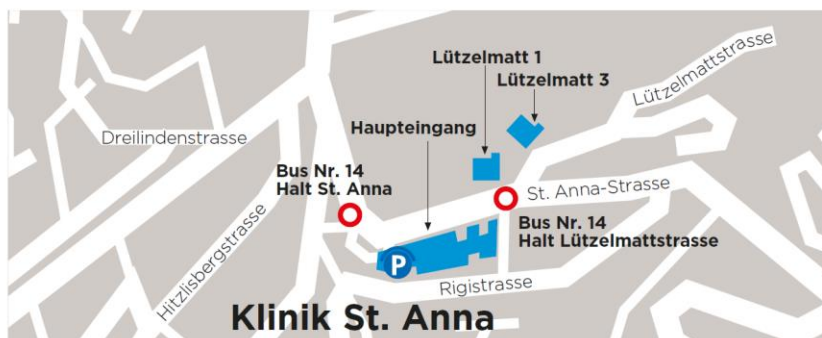 Lützelmatt 1
Lützelmatt 3
Lützelmattstrasse
Haupteingang
Dreilindenstrasse
Bus Nr. 14
Halt St. Anna
St. Anna-Strasse
Bus Nr. 14
Halt Lützelmattstrasse
Hitzlisbergstrasse
P
Rigistrasse
Klinik St. Anna